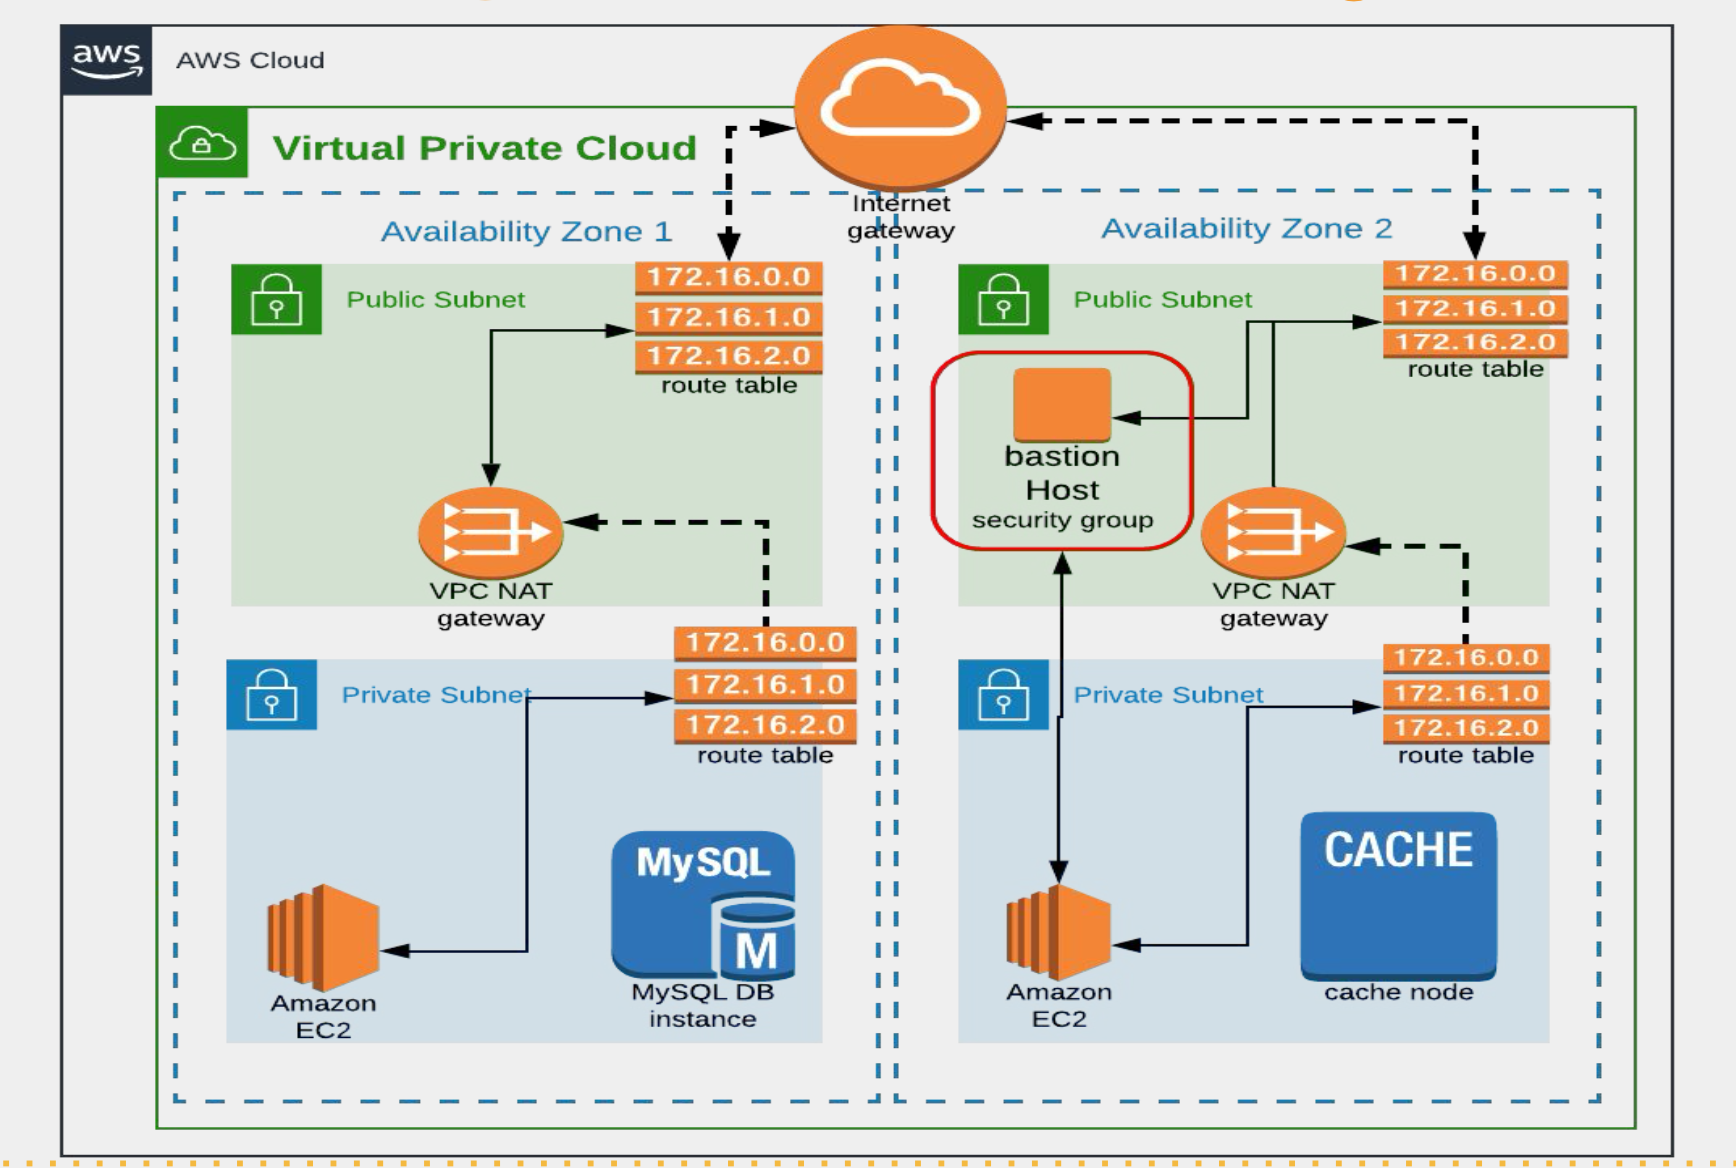 aws
AWS Cloud
Virtual Private Cloud
Internet
gateway
Availability Zone 1
Public Subnet
172.16.0.0
172.16.1.0
172.16.2.0
route table
VPC NAT
gateway
Private Subnet
172.16.0.0
172.16.1.0
172.16.2.0
route table
Amazon
EC2
MySQL
M
MySQL DB
instance
Availability Zone 2
Public Subnet
172.16.0.0
172.16.1.0
172.16.2.0
route table
bastion
Host
security group
VPC NAT
gateway
Private Subnet
172.16.0.0
172.16.1.0
172.16.2.0
route table
Amazon
EC2
CACHE
cache node